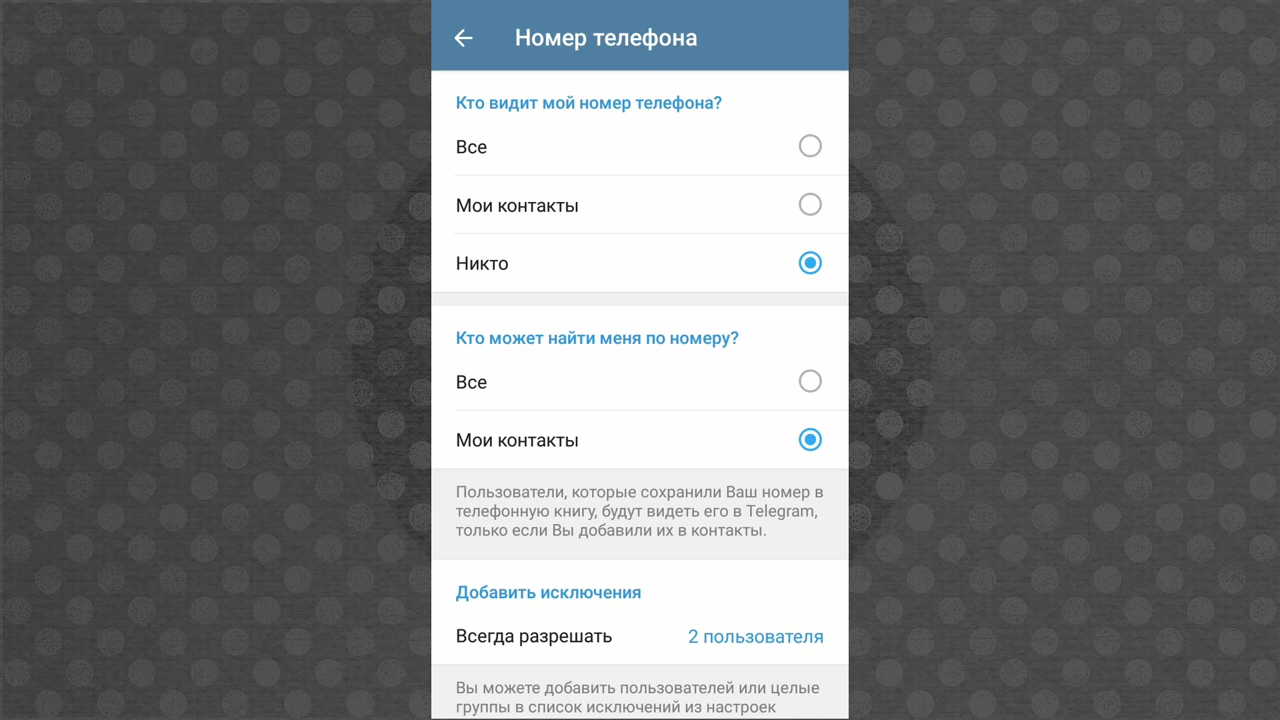 Номер телефона
Кто видит мой номер телефона?
Все
Мои контакты
Никто
Кто может найти меня по номеру?
Все
Мои контакты
Пользователи, которые сохранили Ваш номер в
телефонную книгу, будут видеть его в Telegram,
только если Вы добавили их в контакты.
Добавить исключения
Всегда разрешать 2 пользователя
Вы можете добавить пользователей или целые
группы в список исключений из настроек